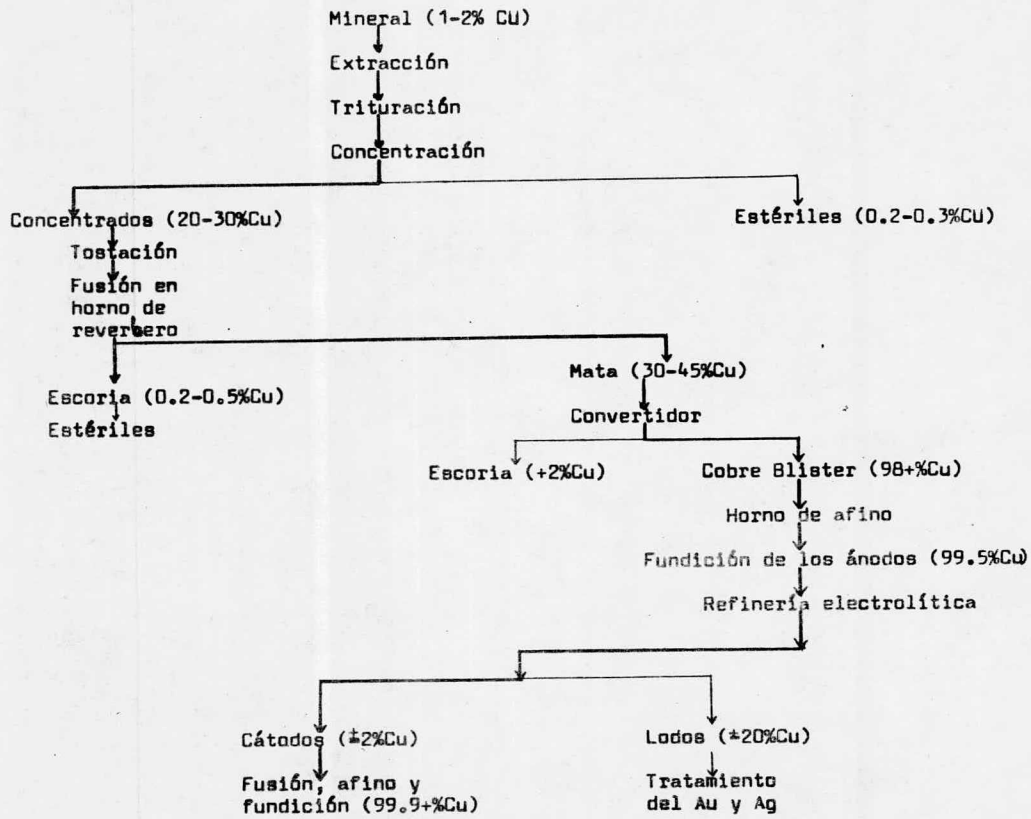 Mineral (1-2% CU)
Extracción
Trituración
Concentración
Concentrados (20-30%Cu)
Estériles (0.2-0.3%CU)
Tostación
Fusión en
horno de
reverbero
Mata (30-45%Cu)
Escoria (0.2-0.5%Cu)
Convertidor
Estériles
Escoria (+2%Cu)
Cobre Blister (98+%Cu)
Horno de afino
Fundición de los ánodos (99.5%Cu)
Refinería electrolítica
Cátodos (±2%Cu)
Lodos (±20%Cu)
Fusión, afino y
fundición (99.9+%Cu)
Tratamiento
del Au y Ag